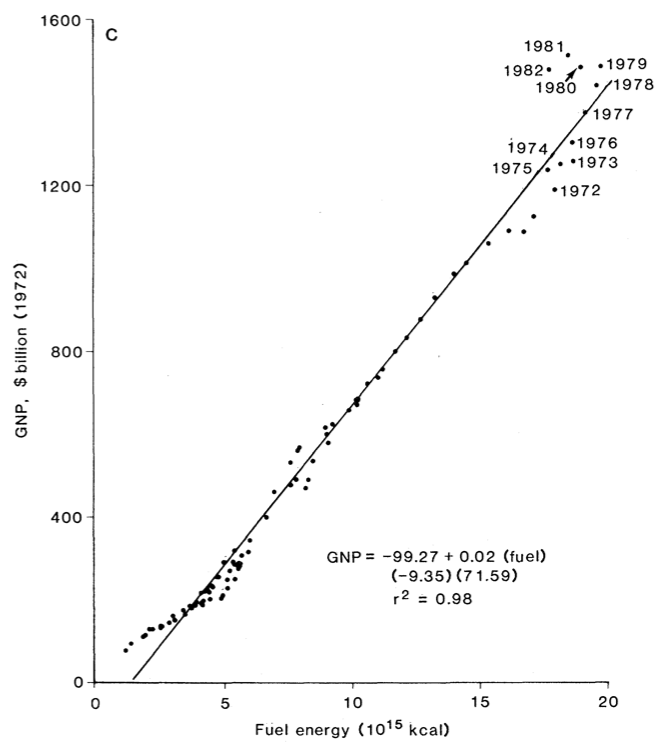 C
1600
1200
800
400
0
GNP, $ billion (1972)
1981
1982
1980
1979
1978
1977
1974
1976
1975
1973
1972
GNP = -99.27 + 0.02 (fuel)
(-9.35) (71.59)
r² = 0.98
0 5 10 15 20
Fuel energy (10¹⁵ kcal)